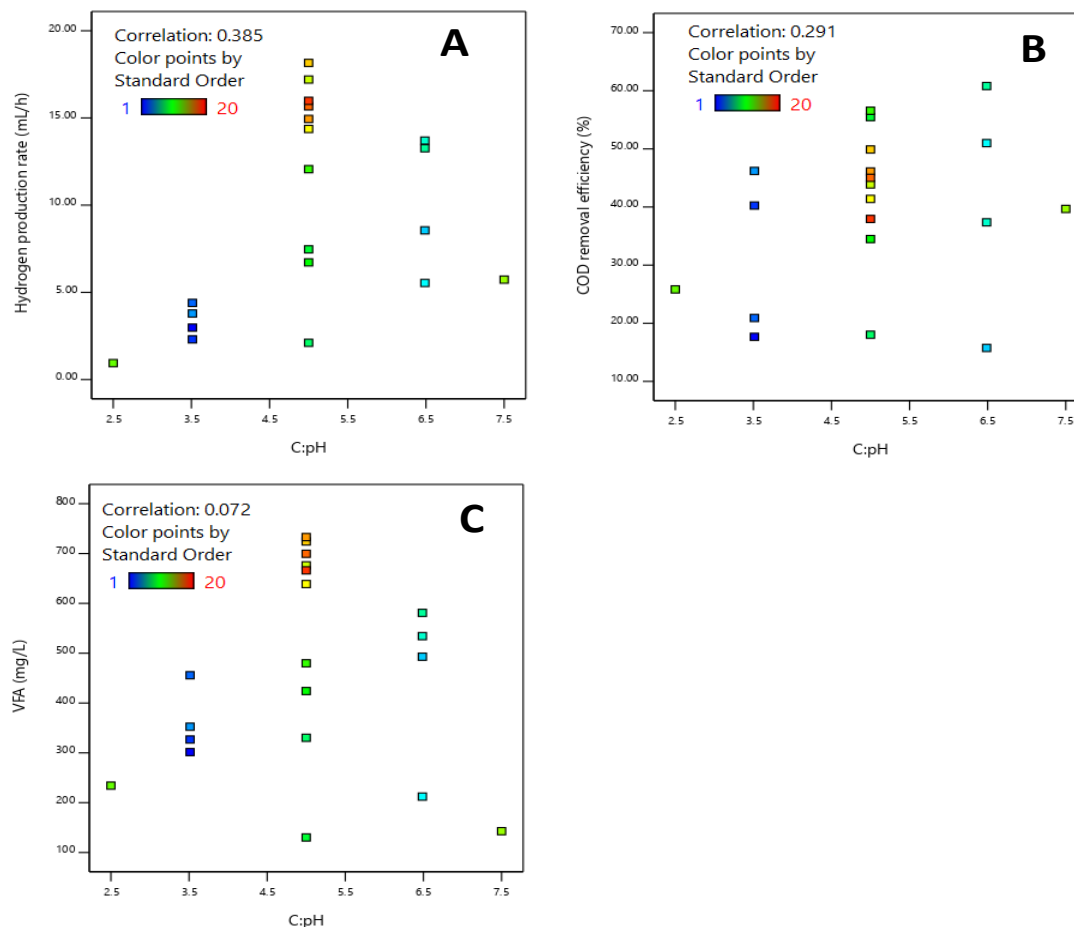 A
Correlation: 0.385
Color points by
Standard Order
1 20
Hydrogen production rate (mL/h)
20.00
15.00
10.00
5.00
0.00
2.5 3.5 4.5 5.5 6.5 7.5
C:pH
B
Correlation: 0.291
Color points by
Standard Order
1 20
COD removal efficiency (%)
70.00
60.00
50.00
40.00
30.00
20.00
10.00
2.5 3.5 4.5 5.5 6.5 7.5
C:pH
C
Correlation: 0.072
Color points by
Standard Order
1 20
VFA (mg/L)
800
700
600
500
400
300
200
100
2.5 3.5 4.5 5.5 6.5 7.5
C:pH